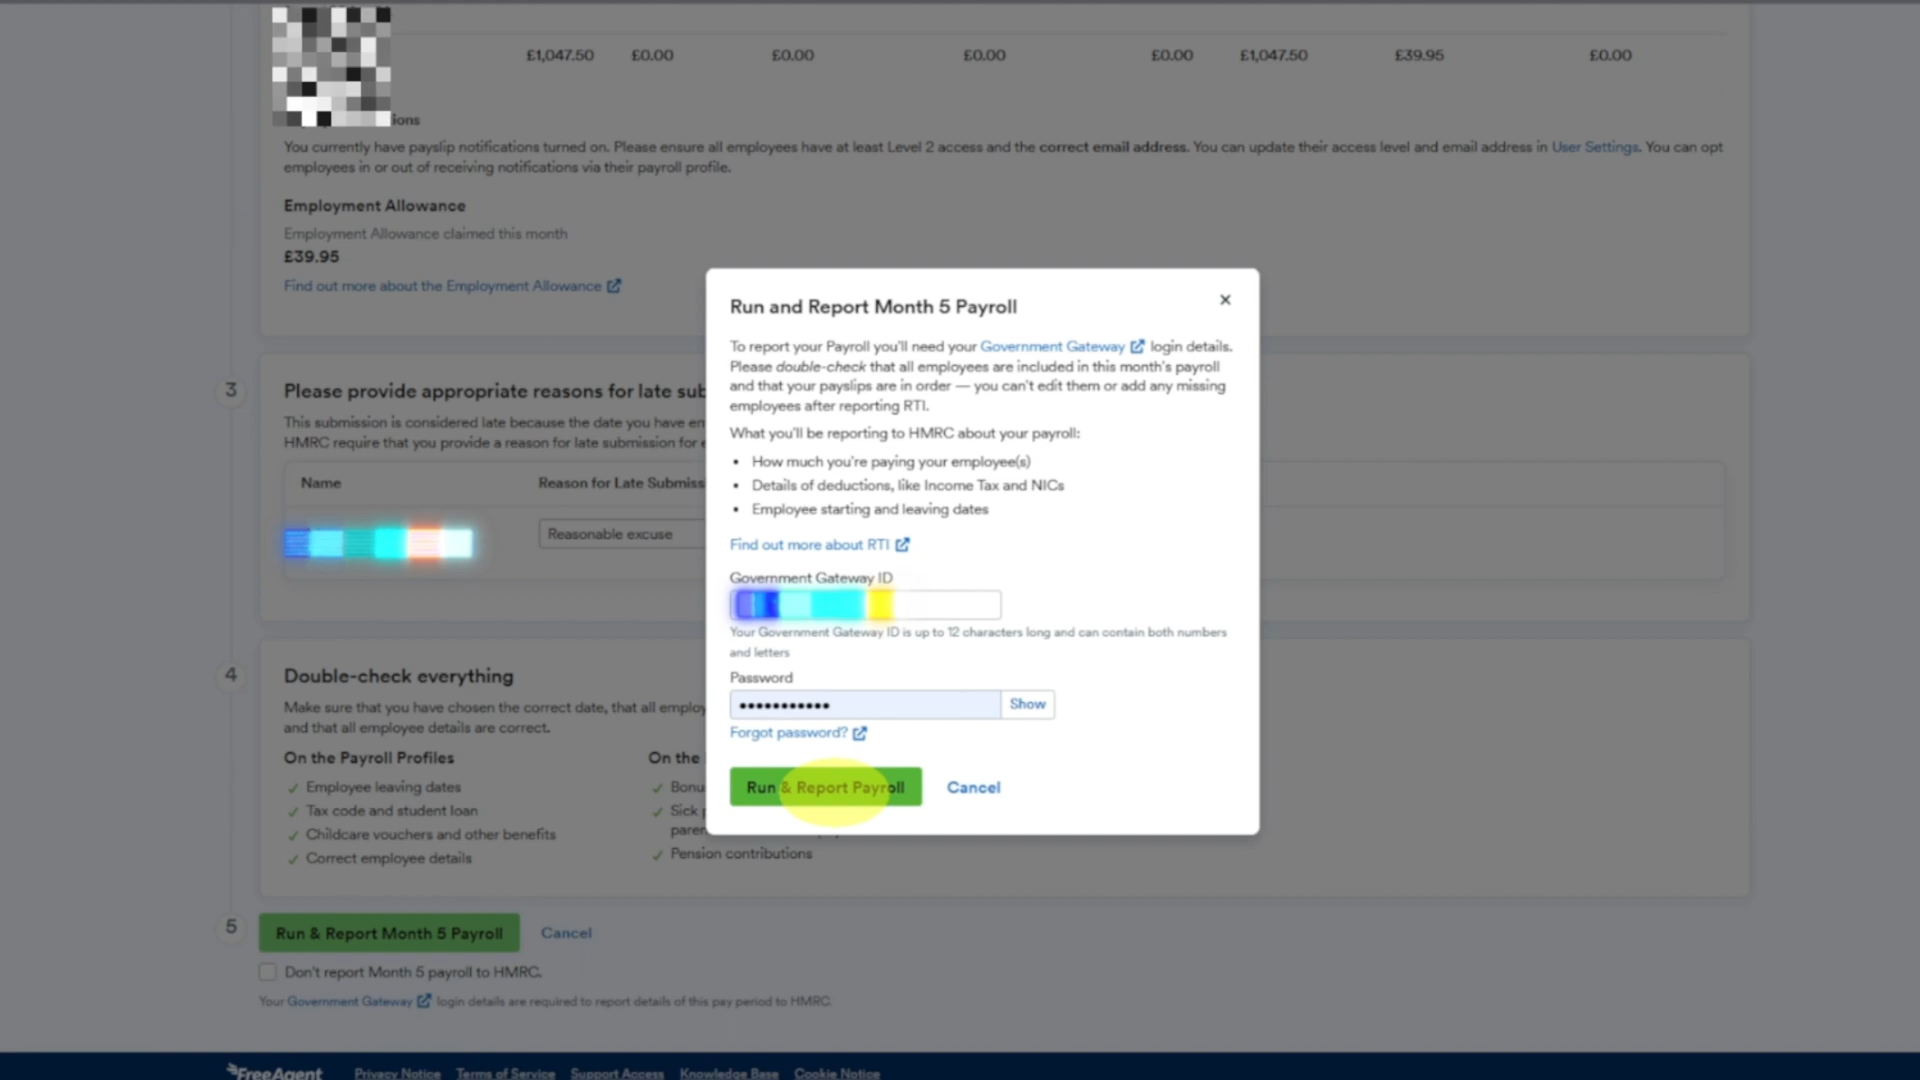 £1,047.50 £0.00 £0.00 £0.00 £0.00 £1,047.50 £39.95 £0.00
You currently have payslip notifications turned on. Please ensure all employees have at least Level 2 access and the correct email address. You can update their access level and email address in User Settings. You can opt
employees in or out of receiving notifications via their payroll profile.
Employment Allowance
Employment Allowance claimed this month
£39.95
Find out more about the Employment Allowance
3
Please provide appropriate reasons for late sub
This submission is considered late because the date you have en
HMRC require that you provide a reason for late submission for
Name Reason for Late Submiss
Reasonable excuse
4
Double-check everything
Make sure that you have chosen the correct date, that all employ
and that all employee details are correct.
On the Payroll Profiles
Employee leaving dates
Tax code and student loan
Childcare vouchers and other benefits
Correct employee details
On the
Bonu
Sick
paren
Pension contributions
5
Run & Report Month 5 Payroll Cancel
Don't report Month 5 payroll to HMRC.
Your Government Gateway login details are required to report details of this pay period to HMRC.
Run and Report Month 5 Payroll
To report your Payroll you'll need your Government Gateway login details.
Please double-check that all employees are included in this month's payroll
and that your payslips are in order — you can't edit them or add any missing
employees after reporting RTI.
What you'll be reporting to HMRC about your payroll:
• How much you're paying your employee(s)
• Details of deductions, like Income Tax and NICs
• Employee starting and leaving dates
Find out more about RTI
Government Gateway ID
Your Government Gateway ID is up to 12 characters long and can contain both numbers
and letters
Password
Show
Forgot password?
Run & Report Payroll Cancel
FreeAgent Privacy Notice Terms of Service Support Access Knowledge Base Cookie Notice